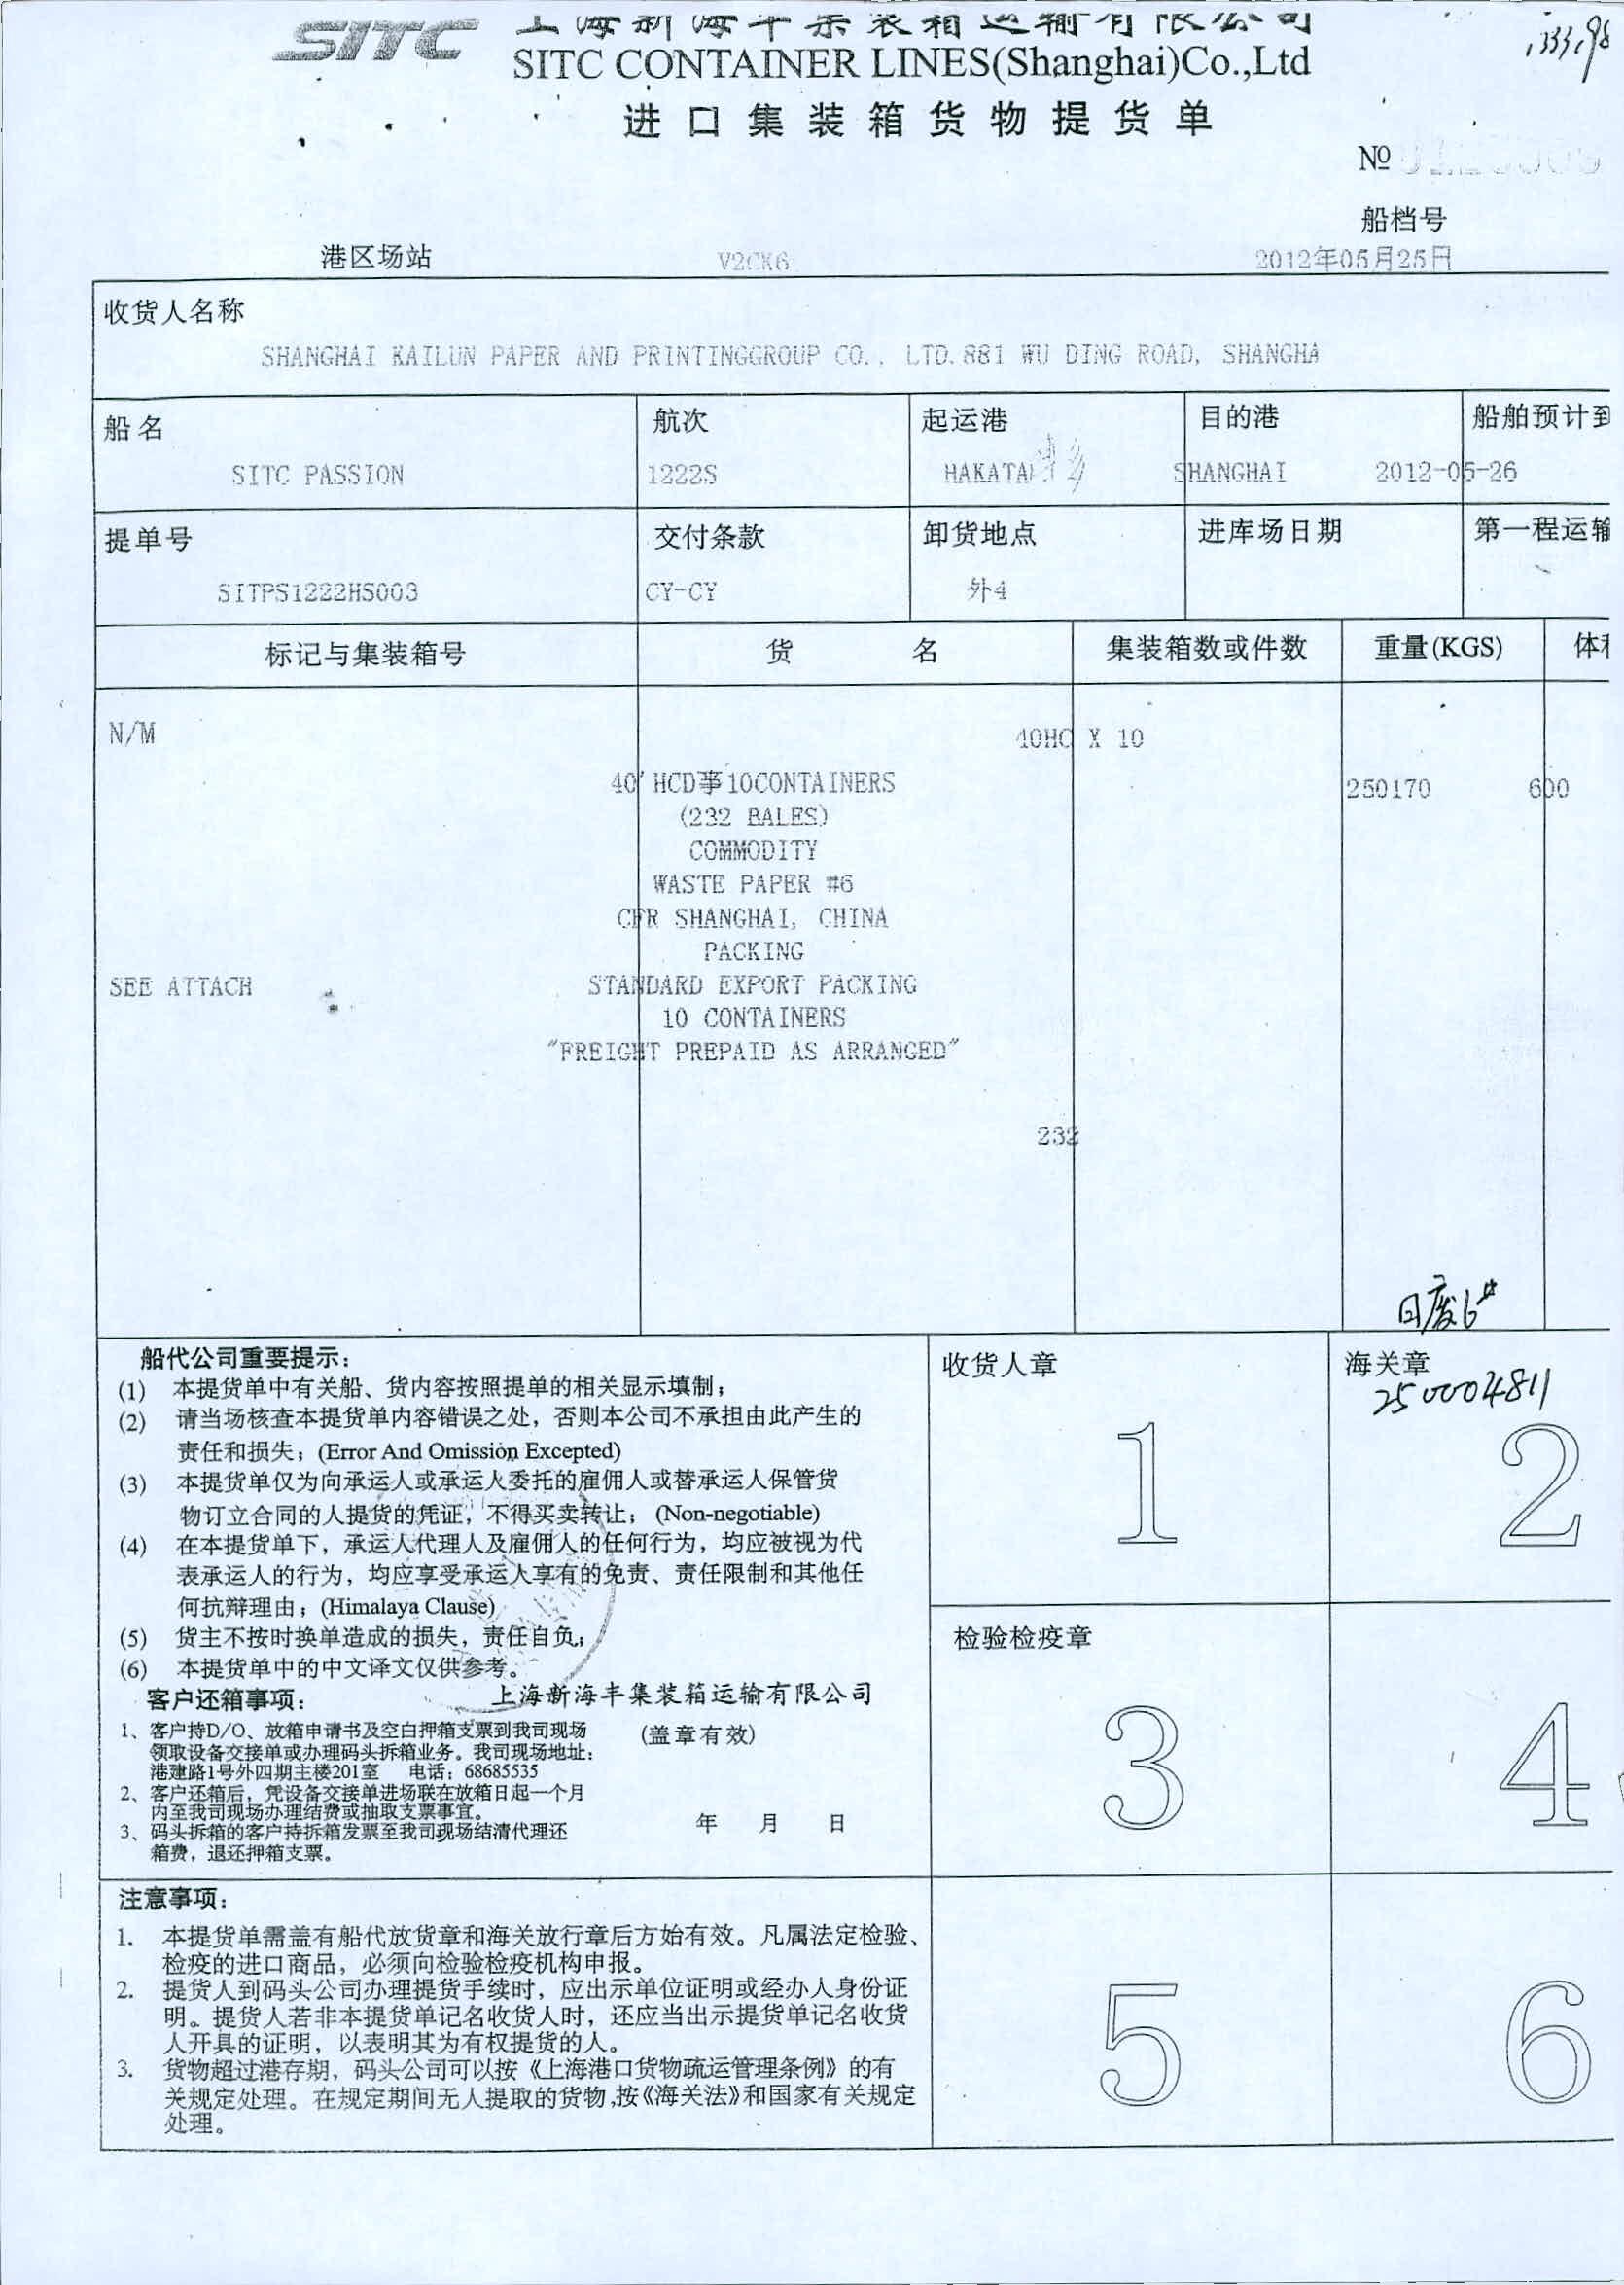 SITC 上海新海丰集装箱运输有限公司
SITC CONTAINER LINES(Shanghai)Co.,Ltd
进口集装箱货物提货单
№
船档号
港区场站 V2CK6 2012年05月25日
收货人名称
SHANGHAI KAILUN PAPER AND PRINTINGGROUP CO., LTD.881 WU DING ROAD, SHANGHA
船名 航次 起运港 目的港 船舶预计到
SITC PASSION 1222S HAKATA SHANGHAI 2012-05-26
提单号 交付条款 卸货地点 进库场日期 第一程运输
SITPS1222HS003 CY-CY 外4
标记与集装箱号 货 名 集装箱数或件数 重量(KGS) 体积
N/M 40HC X 10
40' HCD 10CONTAINERS 250170 600
(232 BALES)
COMMODITY
WASTE PAPER #6
CFR SHANGHAI, CHINA
PACKING
SEE ATTACH STANDARD EXPORT PACKING
10 CONTAINERS
"FREIGHT PREPAID AS ARRANGED"
232
日废6#
船代公司重要提示：
(1) 本提货单中有关船、货内容按照提单的相关显示填制；
(2) 请当场核查本提货单内容错误之处，否则本公司不承担由此产生的
责任和损失；(Error And Omission Excepted)
(3) 本提货单仅为向承运人或承运人委托的雇佣人或替承运人保管货
物订立合同的人提货的凭证，不得买卖转让；(Non-negotiable)
(4) 在本提货单下，承运人代理人及雇佣人的任何行为，均应被视为代
表承运人的行为，均应享受承运人享有的免责、责任限制和其他任
何抗辩理由；(Himalaya Clause)
(5) 货主不按时换单造成的损失，责任自负；
(6) 本提货单中的中文译文仅供参考。
客户还箱事项：
上海新海丰集装箱运输有限公司
(盖章有效)
1、客户持D/O、放箱申请书及空白押箱支票到我司现场
领取设备交接单或办理码头拆箱业务。我司现场地址：
港建路1号外四期主楼201室 电话：68685535
2、客户还箱后，凭设备交接单进场联在放箱日起一个月
内至我司现场办理结费或抽取支票事宜。
3、码头拆箱的客户持拆箱发票至我司现场结清代理还
箱费，退还押箱支票。
年 月 日
收货人章
1
海关章
250004811
2
检验检疫章
3
4
注意事项：
1. 本提货单需盖有船代放货章和海关放行章后方始有效。凡属法定检验、
检疫的进口商品，必须向检验检疫机构申报。
2. 提货人到码头公司办理提货手续时，应出示单位证明或经办人身份证
明。提货人若非本提货单记名收货人时，还应当出示提货单记名收货
人开具的证明，以表明其为有权提货的人。
3. 货物超过港存期，码头公司可以按《上海港口货物疏运管理条例》的有
关规定处理。在规定期间无人提取的货物,按《海关法》和国家有关规定
处理。
5
6